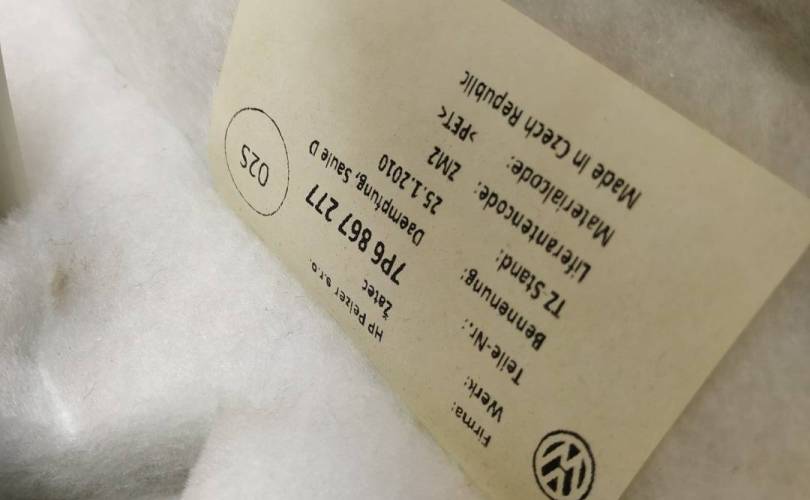 Firma: HP Pelzer s.r.o.
Werk: Žatec
Teile-Nr.: 7P6 867 277
Bennenung: Daempfung, Saule D
TZ Stand: 25.1.2010
Liferantencode: ZM2
Materialcode: >PET<
Made in Czech Republic
02S
VW